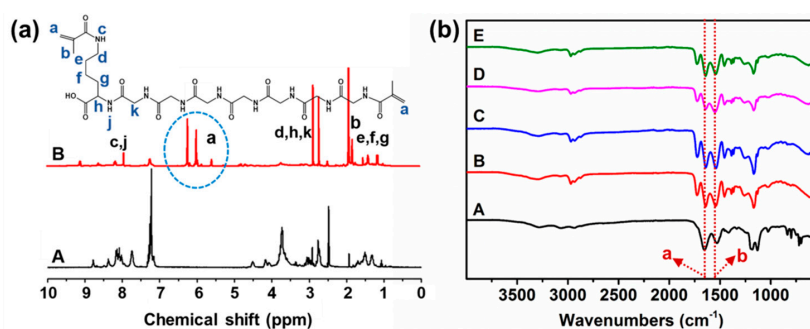 (a)
a
b
c
d
e
f
g
h
j
k
a
O
HO
c,j
a
d,h,k
b
e,f,g
B
A
10 9 8 7 6 5 4 3 2 1 0
Chemical shift (ppm)
(b)
E
D
C
B
A
a
b
3500 3000 2500 2000 1500 1000
Wavenumbers (cm-1)